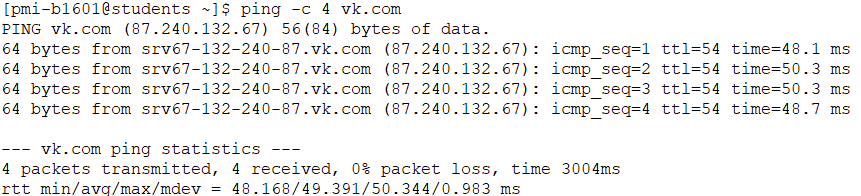 [pmi-b1601@students ~]$ ping -c 4 vk.com
PING vk.com (87.240.132.67) 56(84) bytes of data.
64 bytes from srv67-132-240-87.vk.com (87.240.132.67): icmp_seq=1 ttl=54 time=48.1 ms
64 bytes from srv67-132-240-87.vk.com (87.240.132.67): icmp_seq=2 ttl=54 time=50.3 ms
64 bytes from srv67-132-240-87.vk.com (87.240.132.67): icmp_seq=3 ttl=54 time=50.3 ms
64 bytes from srv67-132-240-87.vk.com (87.240.132.67): icmp_seq=4 ttl=54 time=48.7 ms
--- vk.com ping statistics ---
4 packets transmitted, 4 received, 0% packet loss, time 3004ms
rtt min/avg/max/mdev = 48.168/49.391/50.344/0.983 ms